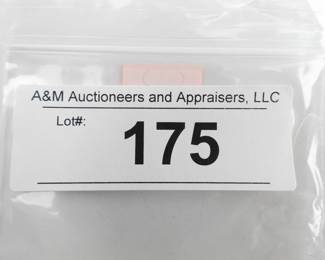 A&M Auctioneers and Appraisers, LLC
Lot#: 175